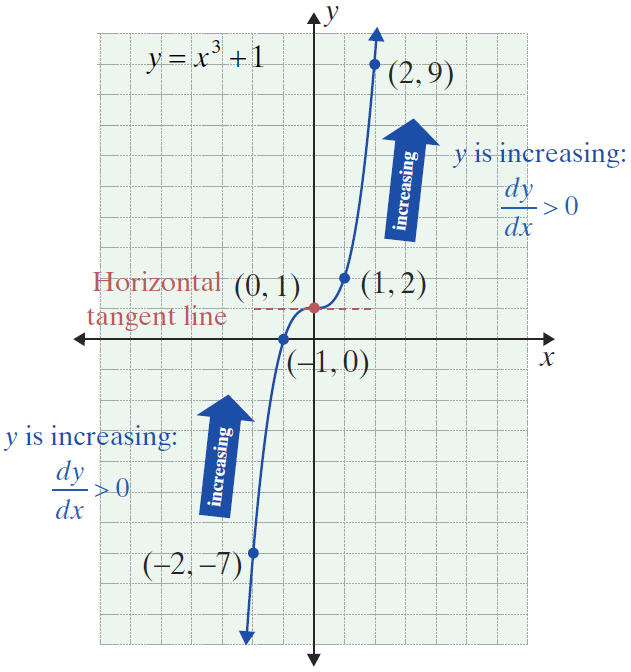 y
y = x³ + 1
(2, 9)
increasing
y is increasing:
dy
dx
> 0
Horizontal
tangent line
(0, 1)
(1, 2)
x
(−1, 0)
increasing
y is increasing:
dy
dx
> 0
(−2, −7)